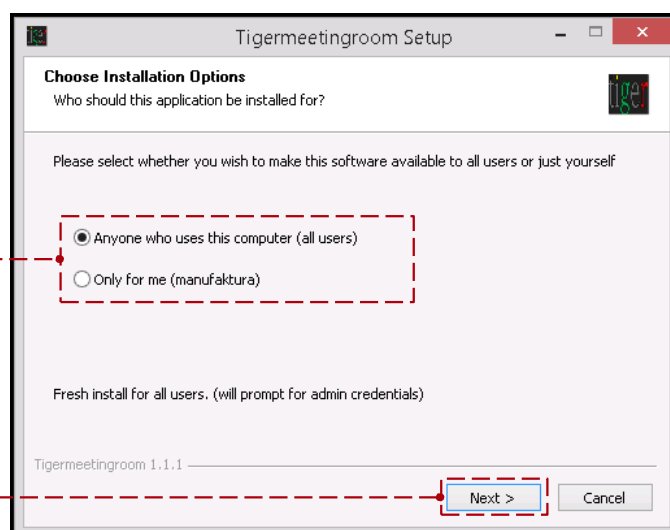 tiger
Tigermeetingroom Setup
Choose Installation Options
Who should this application be installed for?
tiger
Please select whether you wish to make this software available to all users or just yourself
Anyone who uses this computer (all users)
Only for me (manufaktura)
Fresh install for all users. (will prompt for admin credentials)
Tigermeetingroom 1.1.1
Next >
Cancel